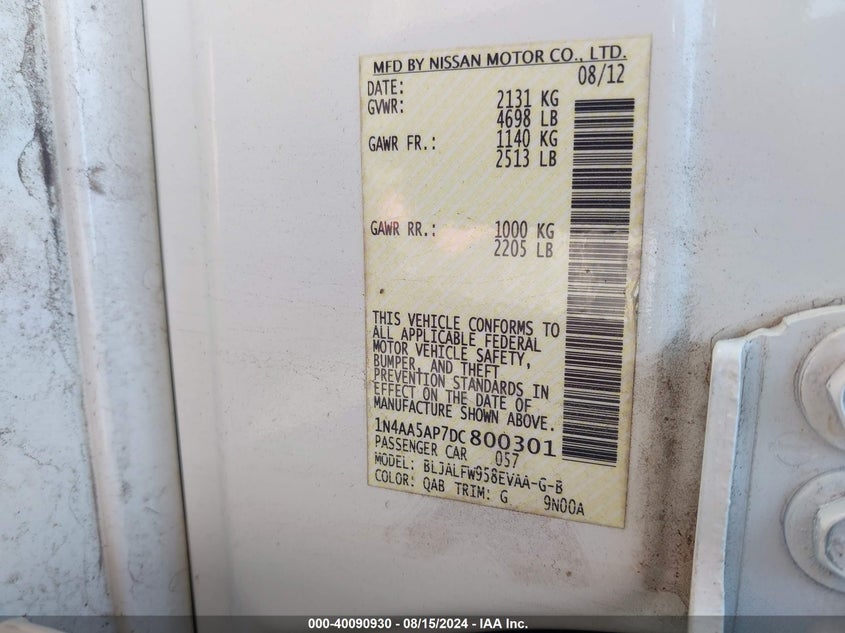 MFD BY NISSAN MOTOR CO., LTD.
DATE: 08/12
GVWR: 2131 KG
4698 LB
GAWR FR.: 1140 KG
2513 LB
GAWR RR.: 1000 KG
2205 LB
THIS VEHICLE CONFORMS TO
ALL APPLICABLE FEDERAL
MOTOR VEHICLE SAFETY,
BUMPER, AND THEFT
PREVENTION STANDARDS IN
EFFECT ON THE DATE OF
MANUFACTURE SHOWN ABOVE.
1N4AA5AP7DC800301
PASSENGER CAR 057
MODEL: BLJALFW958EVAA-G-B
COLOR: QAB TRIM: G 9N00A
000-40090930 - 08/15/2024 - IAA Inc.